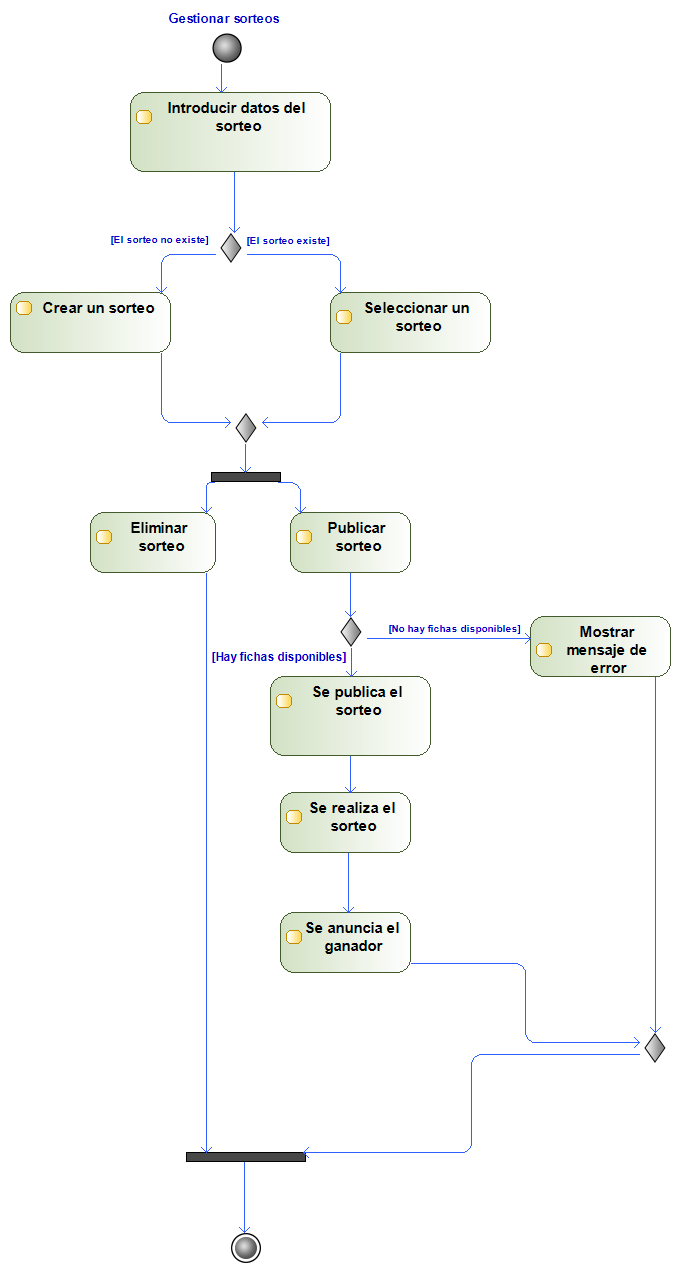 Gestionar sorteos
Introducir datos del
sorteo
[El sorteo no existe]
[El sorteo existe]
Crear un sorteo
Seleccionar un
sorteo
Eliminar
sorteo
Publicar
sorteo
[No hay fichas disponibles]
Mostrar
mensaje de
error
[Hay fichas disponibles]
Se publica el
sorteo
Se realiza el
sorteo
Se anuncia el
ganador